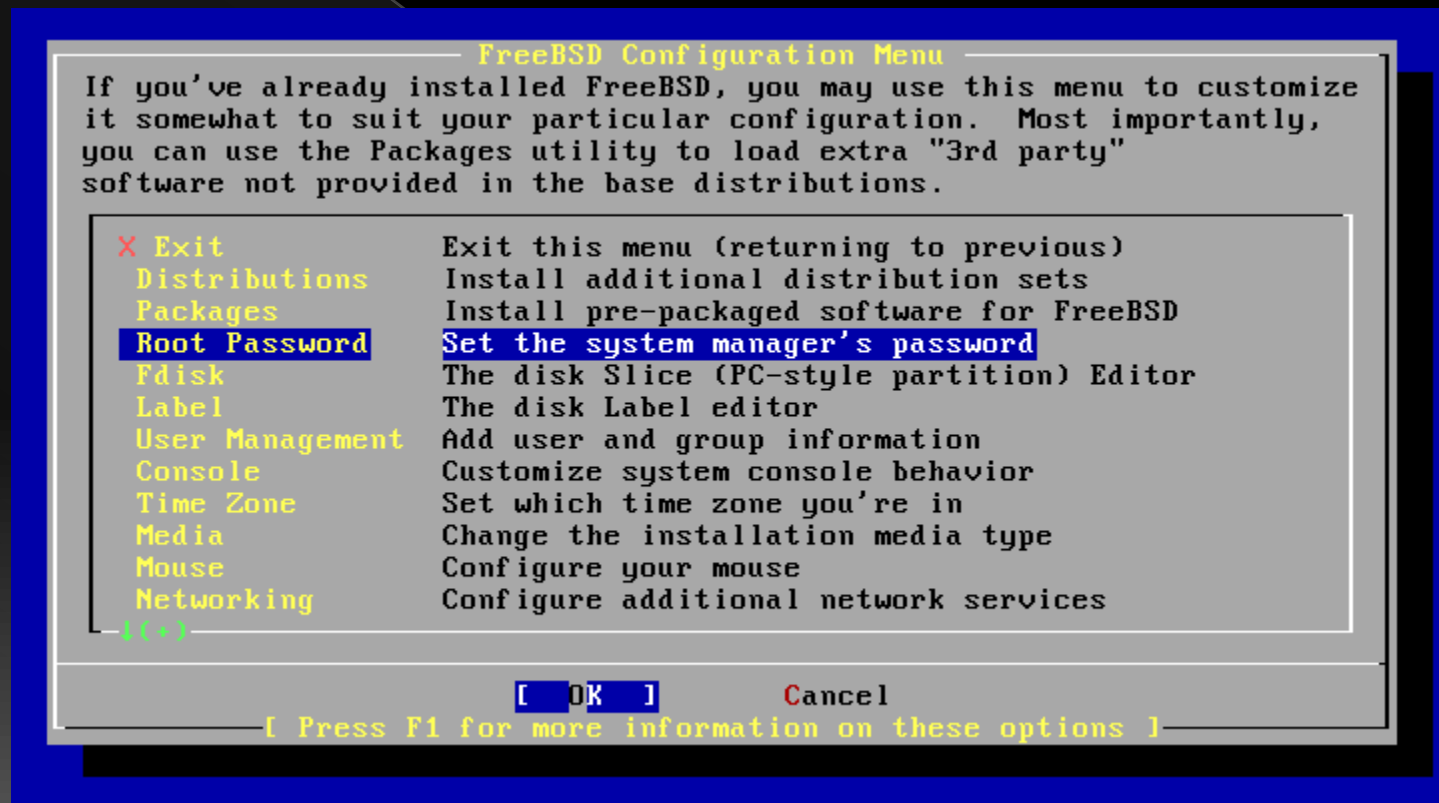 FreeBSD Configuration Menu
If you've already installed FreeBSD, you may use this menu to customize
it somewhat to suit your particular configuration.  Most importantly,
you can use the Packages utility to load extra "3rd party"
software not provided in the base distributions.
X Exit Exit this menu (returning to previous)
Distributions Install additional distribution sets
Packages Install pre-packaged software for FreeBSD
Root Password Set the system manager's password
Fdisk The disk Slice (PC-style partition) Editor
Label The disk Label editor
User Management Add user and group information
Console Customize system console behavior
Time Zone Set which time zone you're in
Media Change the installation media type
Mouse Configure your mouse
Networking Configure additional network services
↓(+)
[  OK  ] Cancel
[ Press F1 for more information on these options ]